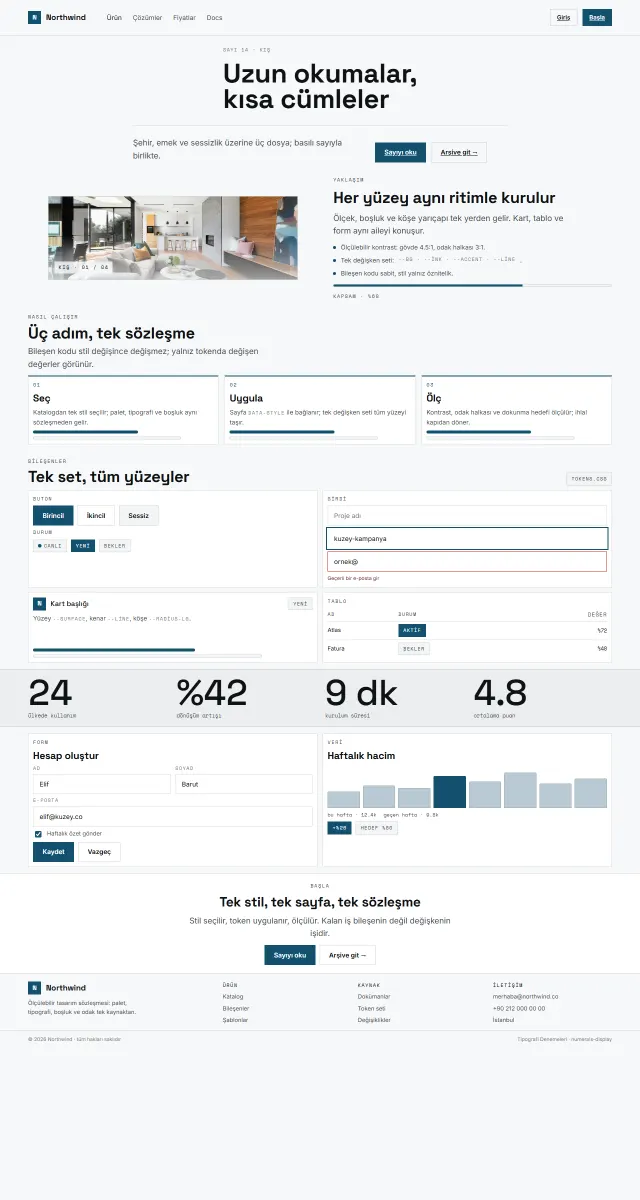 N Northwind Ürün Çözümler Fiyatlar Docs Giriş Başla
SAYI 14 · KIŞ
Uzun okumalar,
kısa cümleler
Şehir, emek ve sessizlik üzerine üç dosya; basılı sayıyla
birlikte.
Sayıyı oku Arşive git →
KIŞ · 01 / 04
YAKLAŞIM
Her yüzey aynı ritimle kurulur
Ölçek, boşluk ve köşe yarıçapı tek yerden gelir. Kart, tablo ve
form aynı aileyi konuşur.
Ölçülebilir kontrast: gövde 4.5:1, odak halkası 3:1.
Tek değişken seti: --BG · --INK · --ACCENT · --LINE .
Bileşen kodu sabit, stil yalnız öznitelik.
KAPSAM · %68
NASIL ÇALIŞIR
Üç adım, tek sözleşme
Bileşen kodu stil değişince değişmez; yalnız tokenda değişen
değerler görünür.
01
Seç
Katalogdan tek stil seçilir; palet, tipografi ve boşluk aynı
sözleşmeden gelir.
02
Uygula
Sayfa DATA-STYLE ile bağlanır; tek değişken seti tüm yüzeyi
taşır.
03
Ölç
Kontrast, odak halkası ve dokunma hedefi ölçülür; ihlal
kapıdan döner.
BİLEŞENLER
Tek set, tüm yüzeyler
TOKENS.CSS
BUTON
Birincil İkincil Sessiz
DURUM
CANLI YENİ BEKLER
GİRDİ
Proje adı
kuzey-kampanya
ornek@
Geçerli bir e-posta gir
N Kart başlığı YENİ
Yüzey --SURFACE, kenar --LINE, köşe --RADIUS-LG.
TABLO
AD DURUM DEĞER
Atlas AKTİF %72
Fatura BEKLER %40
24 %42 9 dk 4.8
ülkede kullanım dönüşüm artışı kurulum süresi ortalama puan
FORM
Hesap oluştur
AD SOYAD
Elif Barut
E-POSTA
elif@kuzey.co
Haftalık özet gönder
Kaydet Vazgeç
VERİ
Haftalık hacim
bu hafta · 12.4k geçen hafta · 9.8k
HEDEF
BAŞLA
Tek stil, tek sayfa, tek sözleşme
Stil seçilir, token uygulanır, ölçülür. Kalan iş bileşenin değil değişkenin
işidir.
Sayıyı oku Arşive git →
N Northwind
Ölçülebilir tasarım sözleşmesi: palet,
tipografi, boşluk ve odak tek kaynaktan.
ÜRÜN
Katalog
Bileşenler
Şablonlar
KAYNAK
Dokümanlar
Token seti
Değişiklikler
İLETİŞİM
merhaba@northwind.co
+90 212 000 00 00
İstanbul
© 2026 Northwind · tüm hakları saklıdır
Tipografi Denemeleri · numerals-display